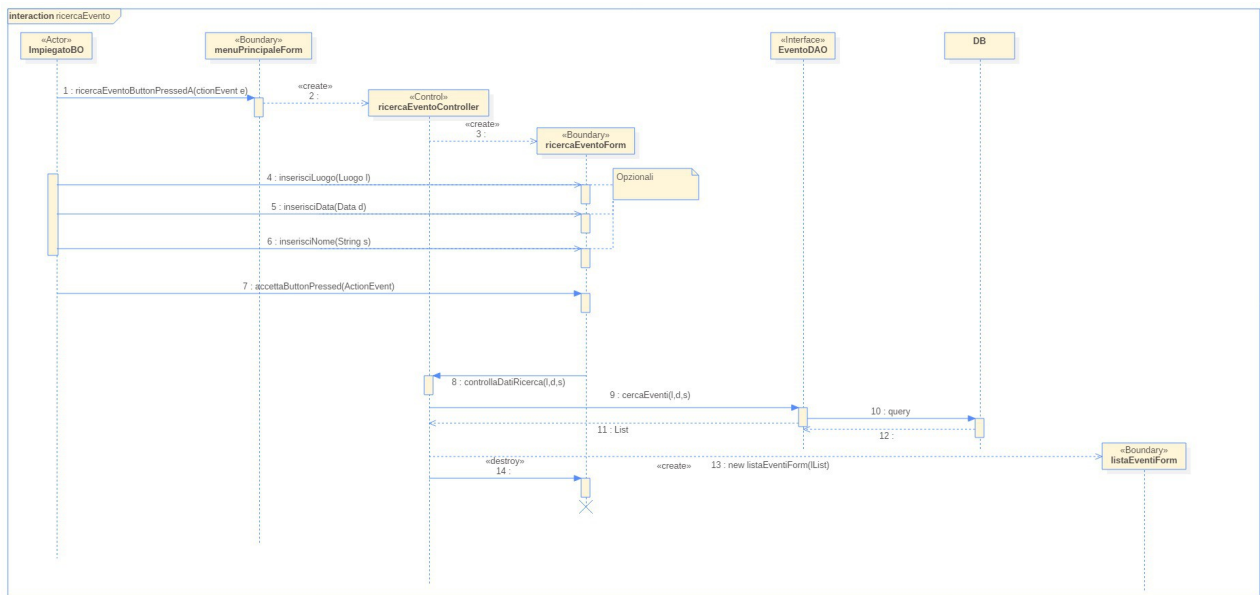 interaction ricercaEvento
«Actor»
ImpiegatoBO
«Boundary»
menuPrincipaleForm
«Interface»
EventoDAO
DB
1 : ricercaEventoButtonPressedA(ctionEvent e)
«create»
2 :
«Control»
ricercaEventoController
«create»
3 :
«Boundary»
ricercaEventoForm
4 : inserisciLuogo(Luogo l)
Opzionali
5 : inserisciData(Data d)
6 : inserisciNome(String s)
7 : accettaButtonPressed(ActionEvent)
8 : controllaDatiRicerca(l,d,s)
9 : cercaEventi(l,d,s)
10 : query
11 : List
12 :
«Boundary»
listaEventiForm
«destroy»
14 :
«create»
13 : new listaEventiForm(lList)